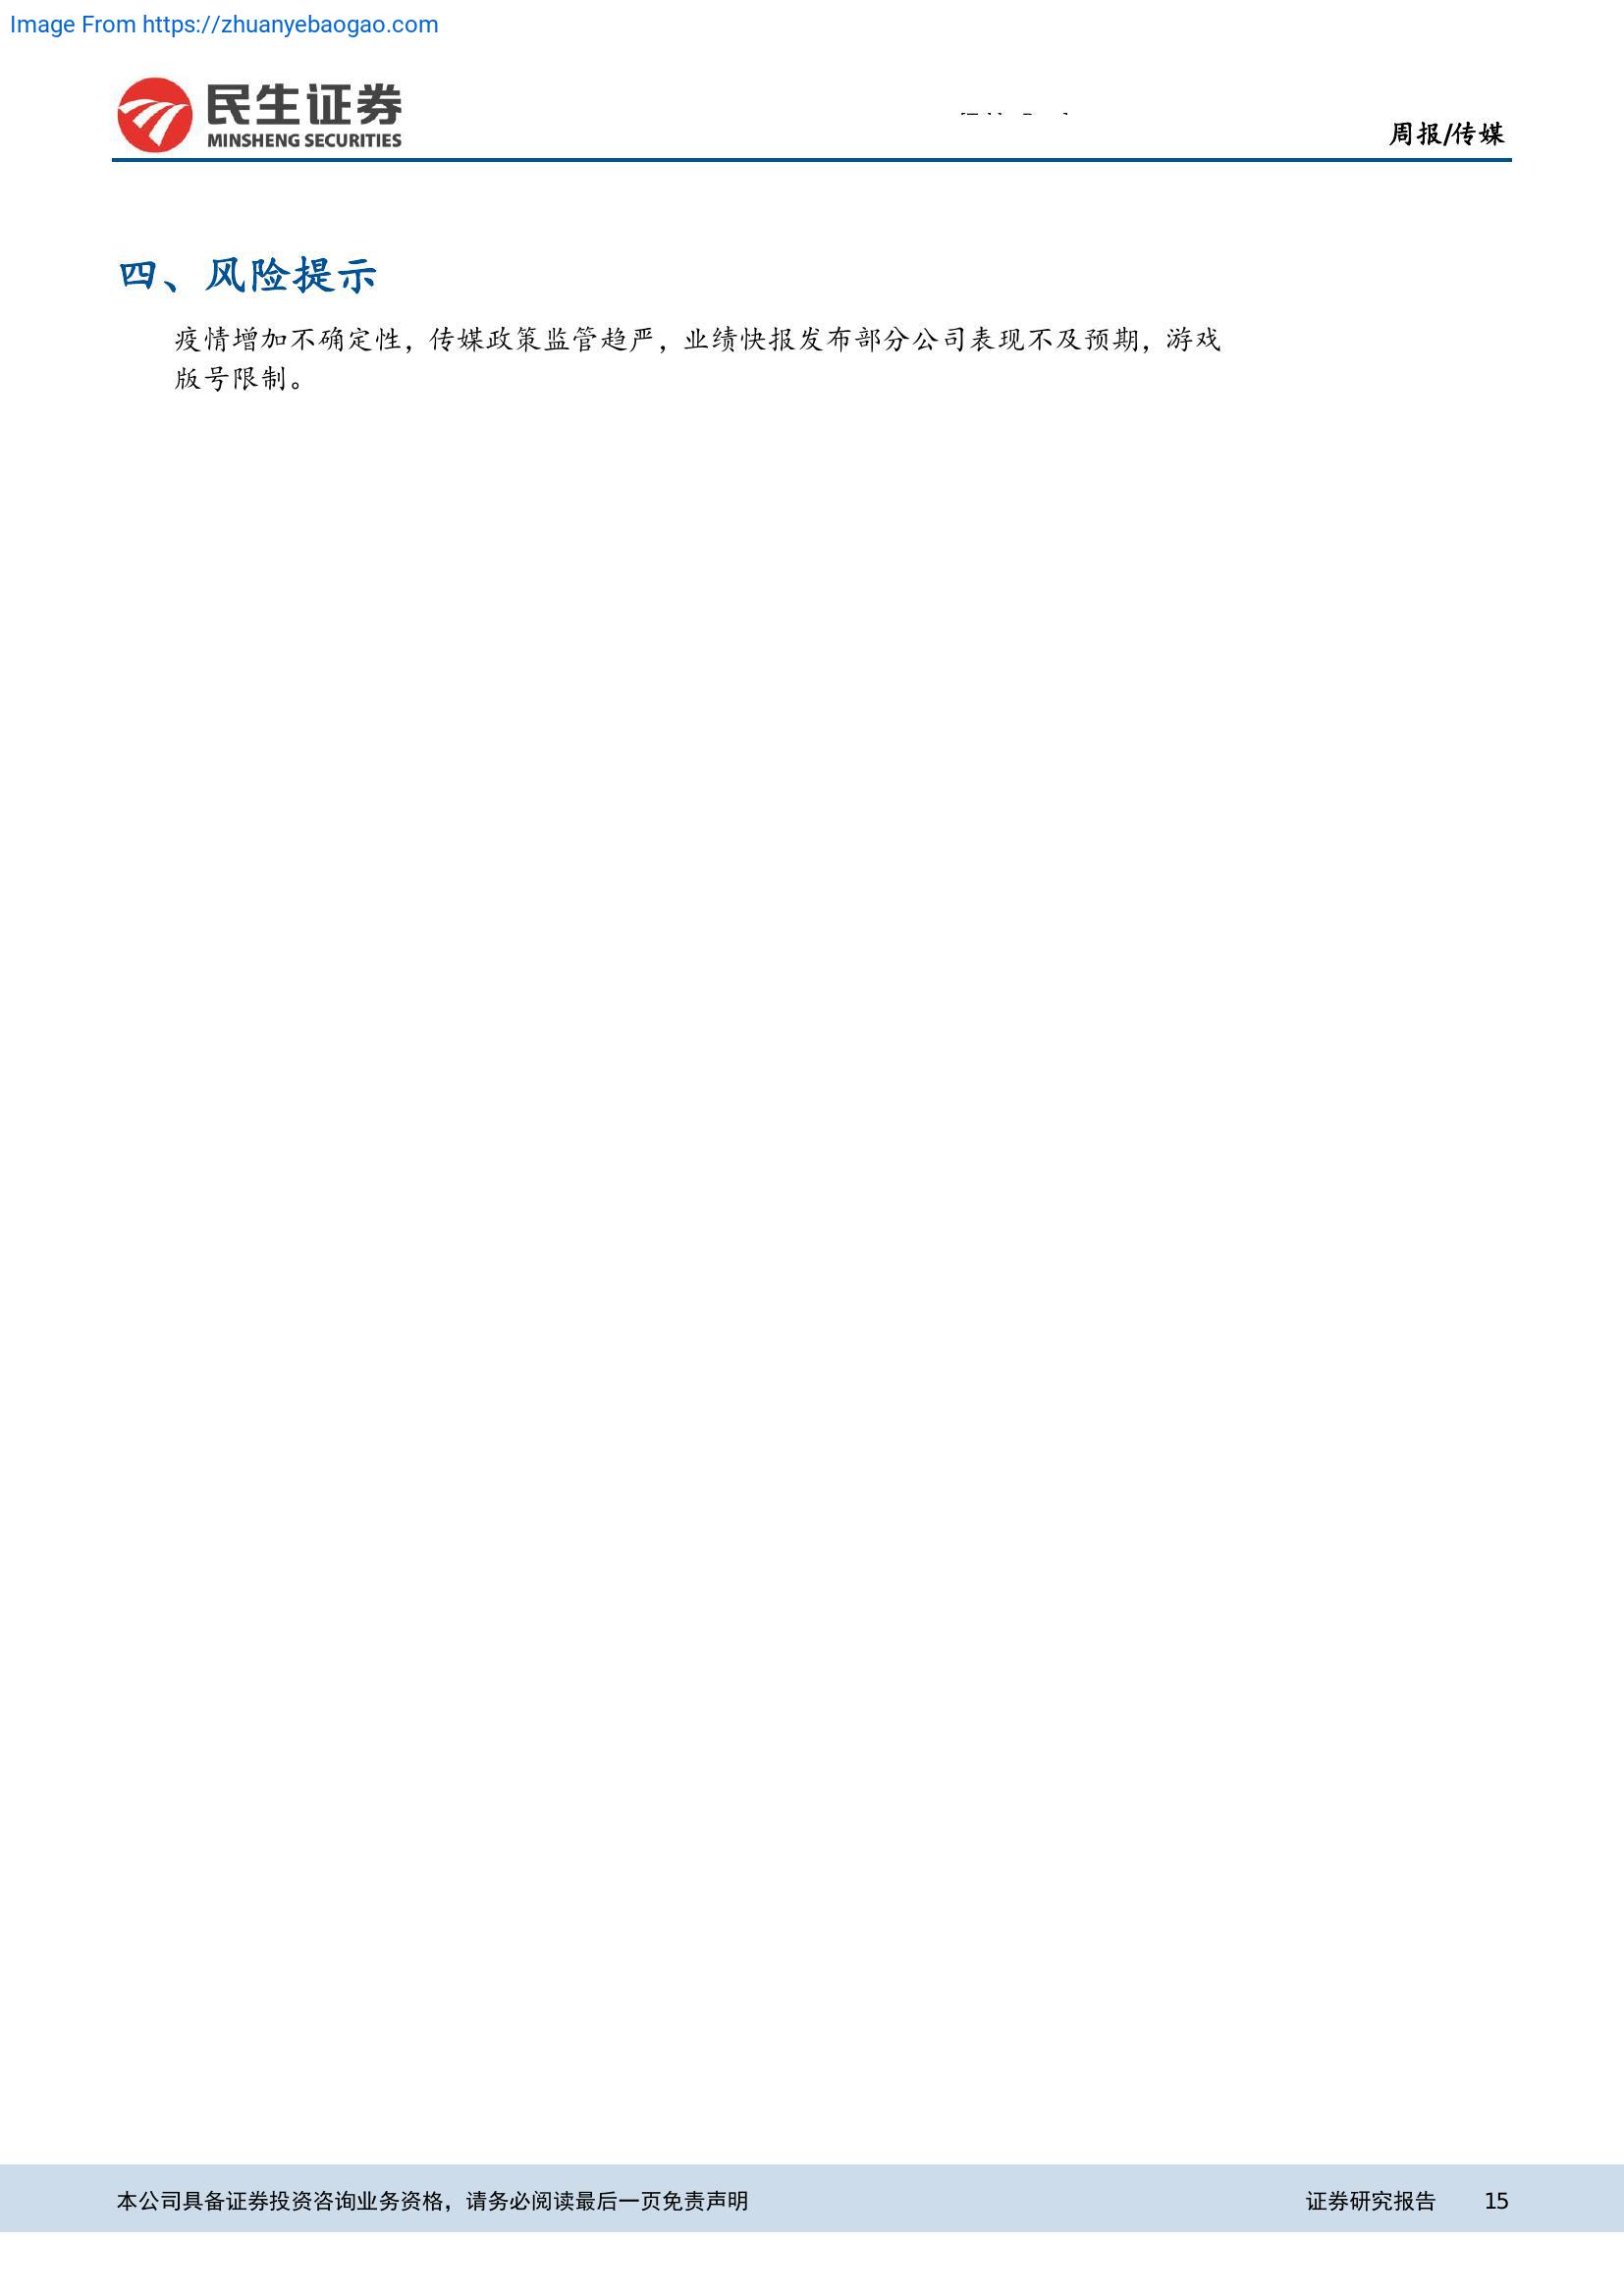 Image From https://zhuanyebaogao.com
民生证券
MINSHENG SECURITIES
周报/传媒
四、风险提示
疫情增加不确定性，传媒政策监管趋严，业绩快报发布部分公司表现不及预期，游戏
版号限制。
本公司具备证券投资咨询业务资格，请务必阅读最后一页免责声明 证券研究报告 15